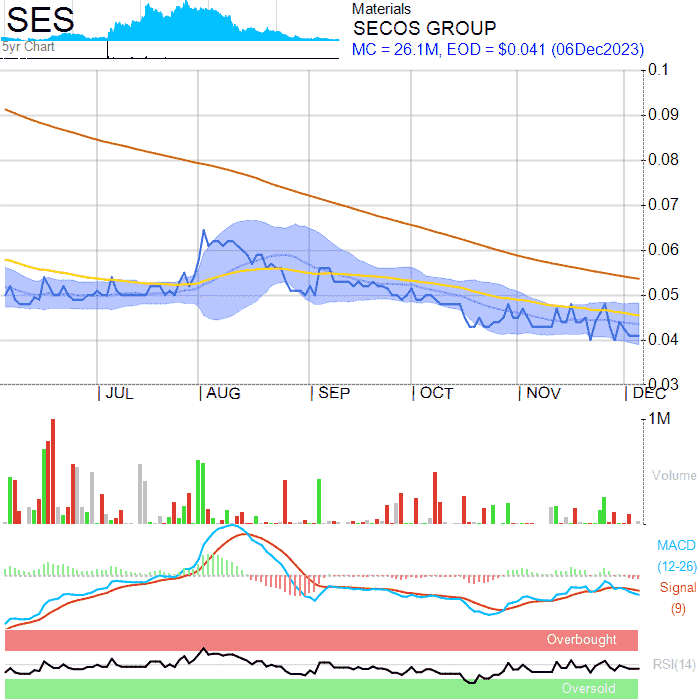 SES
5yr Chart
Materials
SECOS GROUP
MC = 26.1M, EOD = $0.041 (06Dec2023)
0.1
0.09
0.08
0.07
0.06
0.05
0.04
0.03
JUL AUG SEP OCT NOV DEC
1M
Volume
MACD
(12-26)
Signal
(9)
Overbought
RSI(14)
Oversold